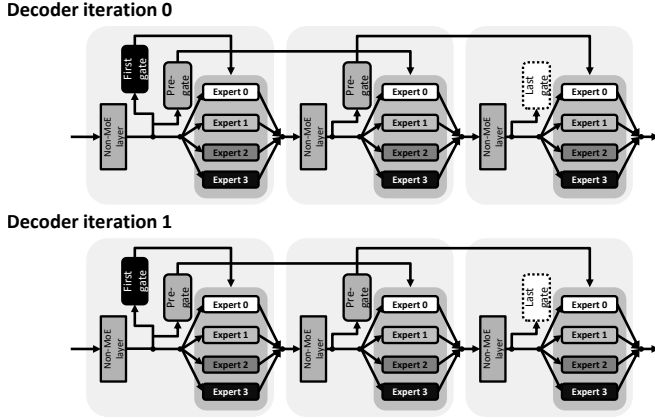 Decoder iteration 0
Non-MoE
layer
First
gate
Pre-
gate
Expert 0
Expert 1
Expert 2
Expert 3
Non-MoE
layer
Pre-
gate
Expert 0
Expert 1
Expert 2
Expert 3
Non-MoE
layer
Last
gate
Expert 0
Expert 1
Expert 2
Expert 3
Decoder iteration 1
Non-MoE
layer
First
gate
Pre-
gate
Expert 0
Expert 1
Expert 2
Expert 3
Non-MoE
layer
Pre-
gate
Expert 0
Expert 1
Expert 2
Expert 3
Non-MoE
layer
Last
gate
Expert 0
Expert 1
Expert 2
Expert 3